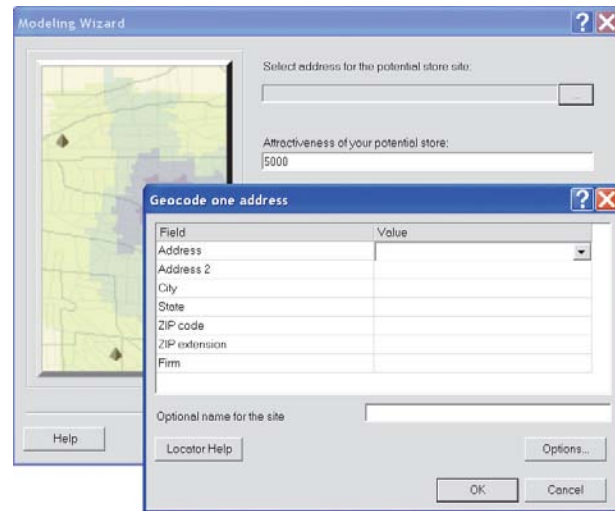 Modeling Wizard
Select address for the potential store site:
...
Attractiveness of your potential store:
5000
Geocode one address
Field Value
Address
Address 2
City
State
ZIP code
ZIP extension
Firm
Optional name for the site
Help
Locator Help
Options...
OK
Cancel